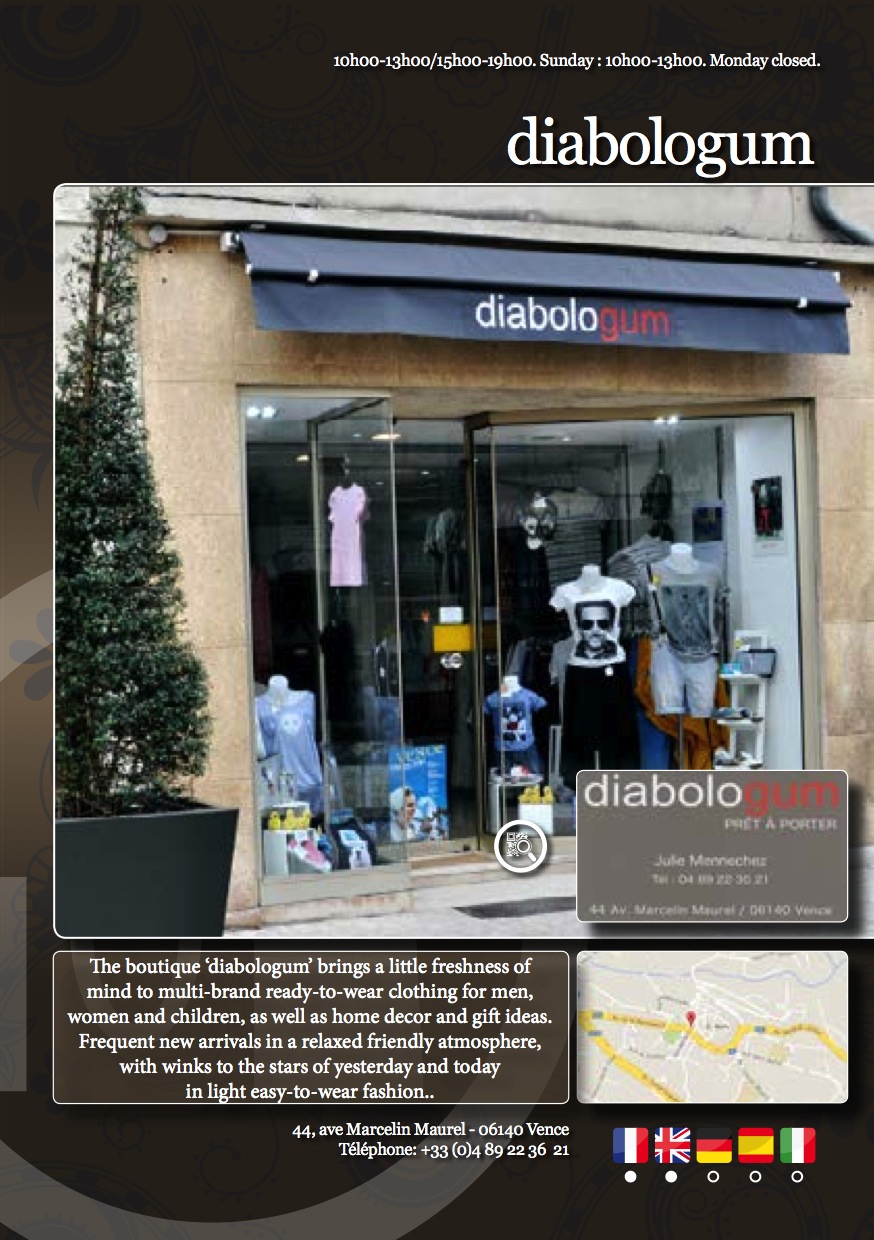 10h00-13h00/15h00-19h00. Sunday : 10h00-13h00. Monday closed.
diabologum
diabologum
diabologum
PRÊT À PORTER
Julie Mennechez
Tél : 04 89 22 36 21
44 Av. Marcelin Maurel / 06140 Vence
The boutique ‘diabologum’ brings a little freshness of
mind to multi-brand ready-to-wear clothing for men,
women and children, as well as home decor and gift ideas.
Frequent new arrivals in a relaxed friendly atmosphere,
with winks to the stars of yesterday and today
in light easy-to-wear fashion..
44, ave Marcelin Maurel - 06140 Vence
Téléphone: +33 (0)4 89 22 36 21